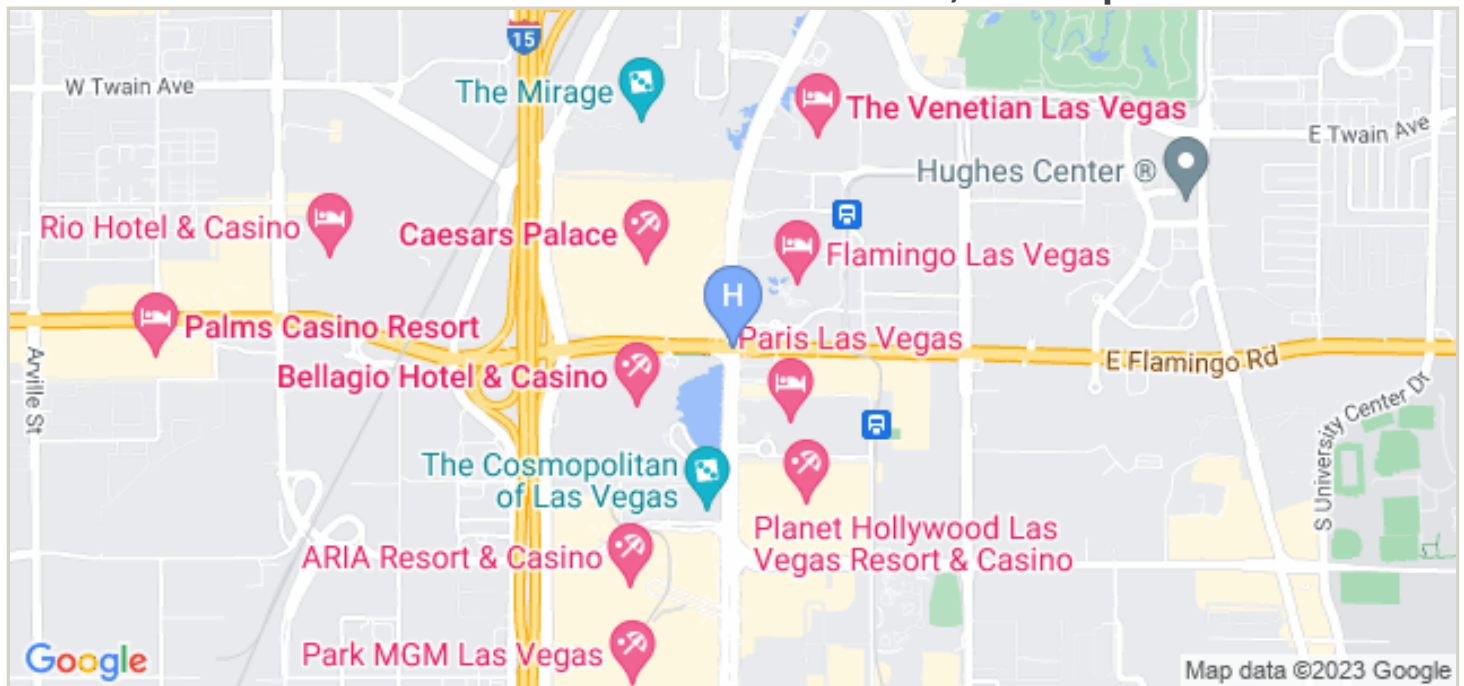 15
W Twain Ave
The Mirage
The Venetian Las Vegas
E Twain Ave
Hughes Center ®
Rio Hotel & Casino
Caesars Palace
Flamingo Las Vegas
H
Palms Casino Resort
Paris Las Vegas
E Flamingo Rd
Arville St
Bellagio Hotel & Casino
S University Center Dr
The Cosmopolitan
of Las Vegas
Planet Hollywood Las
Vegas Resort & Casino
ARIA Resort & Casino
Park MGM Las Vegas
Google
Map data ©2023 Google